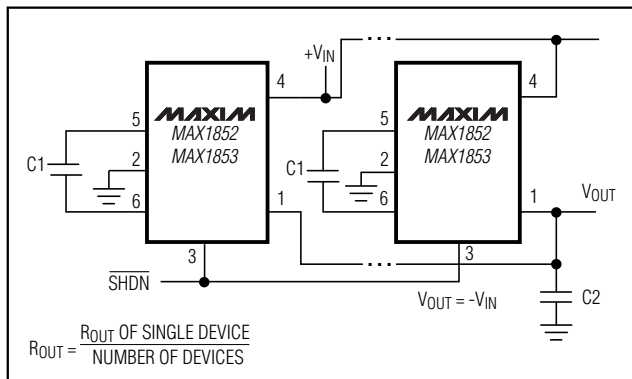 +VIN
4
4
MAXIM
MAX1852
MAX1853
MAXIM
MAX1852
MAX1853
5
5
C1
2
C1
2
6
1
6
1
VOUT
3
3
SHDN
VOUT = -VIN
C2
ROUT = ROUT OF SINGLE DEVICE
NUMBER OF DEVICES